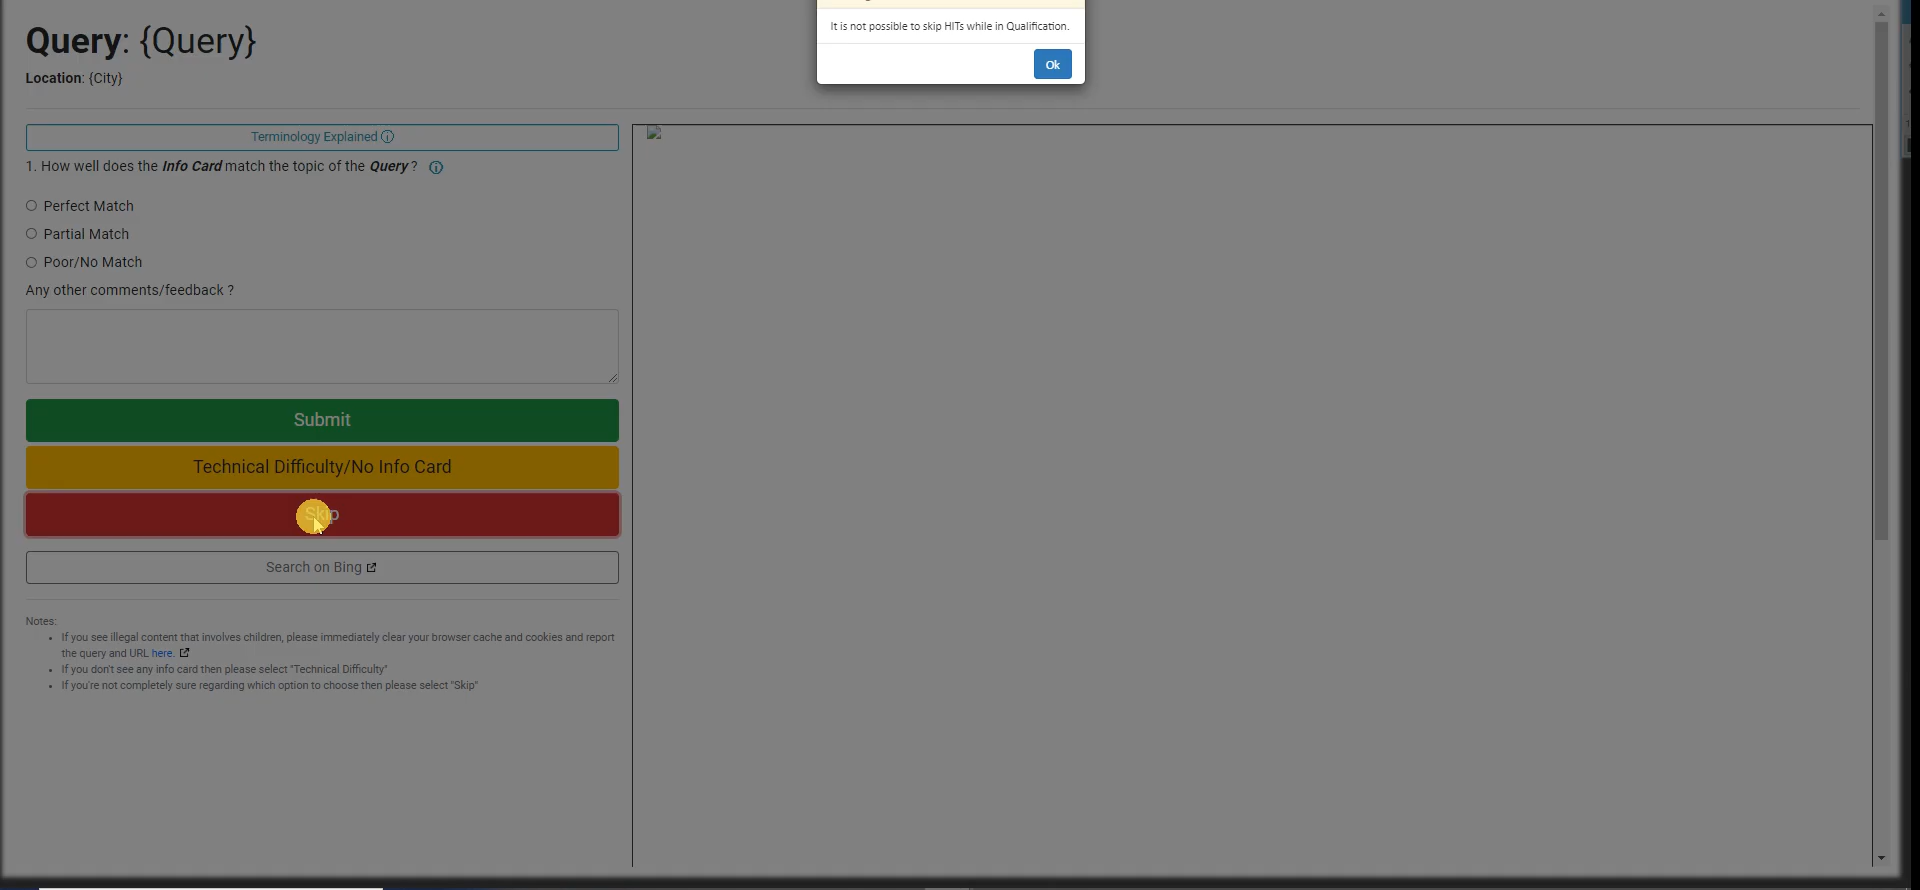 It is not possible to skip HITs while in Qualification.
Ok
Query: {Query}
Location: {City}
Terminology Explained
1. How well does the Info Card match the topic of the Query ?
Perfect Match
Partial Match
Poor/No Match
Any other comments/feedback ?
Submit
Technical Difficulty/No Info Card
Skip
Search on Bing
Notes:
If you see illegal content that involves children, please immediately clear your browser cache and cookies and report
the query and URL here.
If you don't see any info card then please select "Technical Difficulty"
If you're not completely sure regarding which option to choose then please select "Skip"